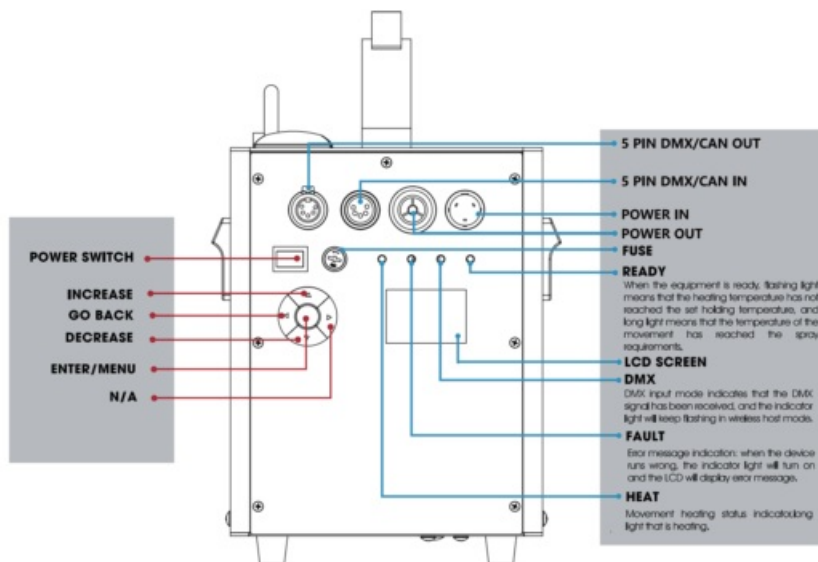 POWER SWITCH
INCREASE
GO BACK
DECREASE
ENTER/MENU
N/A
5 PIN DMX/CAN OUT
5 PIN DMX/CAN IN
POWER IN
POWER OUT
FUSE
READY
When the equipment is ready, flashing light
means that the heating temperature has not
reached the set holding temperature, and
long light means that the temperature of the
movement has reached the spray
requirements.
LCD SCREEN
DMX
DMX input mode indicates that the DMX
signal has been received, and the indicator
light will keep flashing in wireless host mode.
FAULT
Error message indication: when the device
runs wrong, the indicator light will turn on
and the LCD will display error message.
HEAT
Movement heating status indicatoulong
light that is heating.